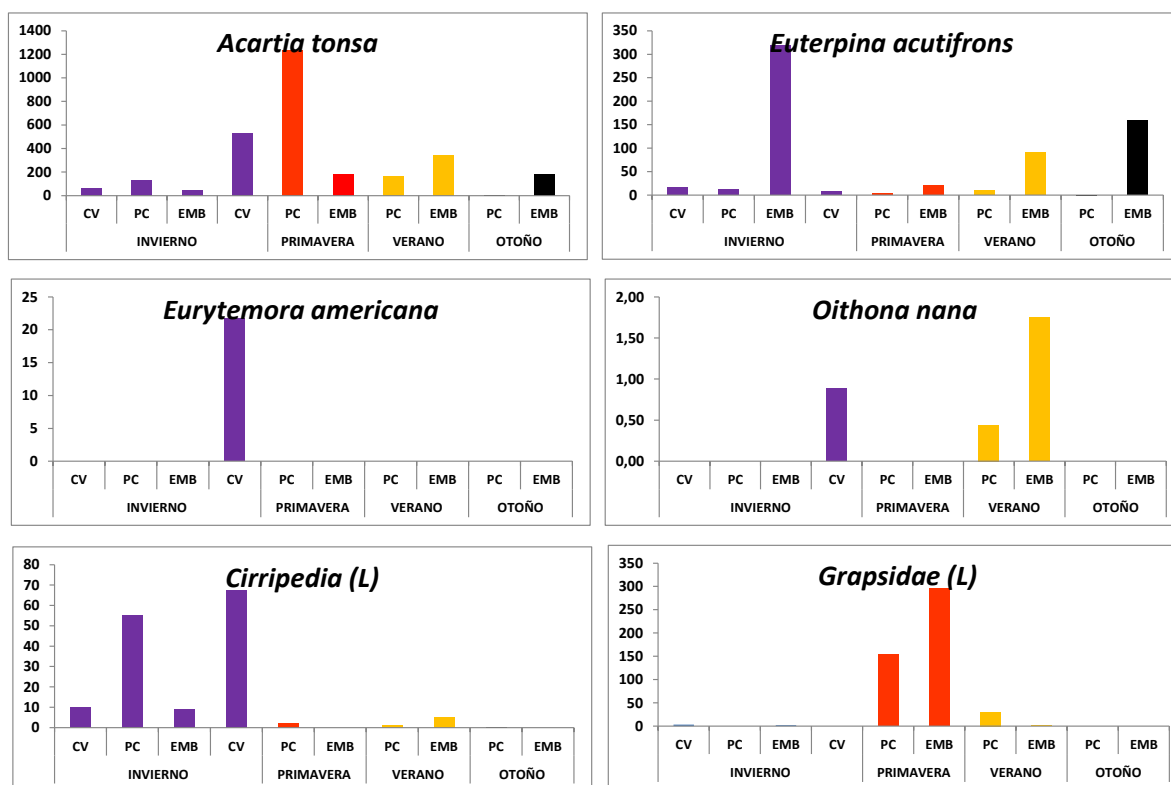 Acartia tonsa
1400
1200
1000
800
600
400
200
0
CV PC EMB CV PC EMB PC EMB PC EMB
INVIERNO PRIMAVERA VERANO OTOÑO
Euterpina acutifrons
350
300
250
200
150
100
50
0
CV PC EMB CV PC EMB PC EMB PC EMB
INVIERNO PRIMAVERA VERANO OTOÑO
Eurytemora americana
25
20
15
10
5
0
CV PC EMB CV PC EMB PC EMB PC EMB
INVIERNO PRIMAVERA VERANO OTOÑO
Oithona nana
2,00
1,50
1,00
0,50
0,00
CV PC EMB CV PC EMB PC EMB PC EMB
INVIERNO PRIMAVERA VERANO OTOÑO
Cirripedia (L)
80
70
60
50
40
30
20
10
0
CV PC EMB CV PC EMB PC EMB PC EMB
INVIERNO PRIMAVERA VERANO OTOÑO
Grapsidae (L)
350
300
250
200
150
100
50
0
CV PC EMB CV PC EMB PC EMB PC EMB
INVIERNO PRIMAVERA VERANO OTOÑO